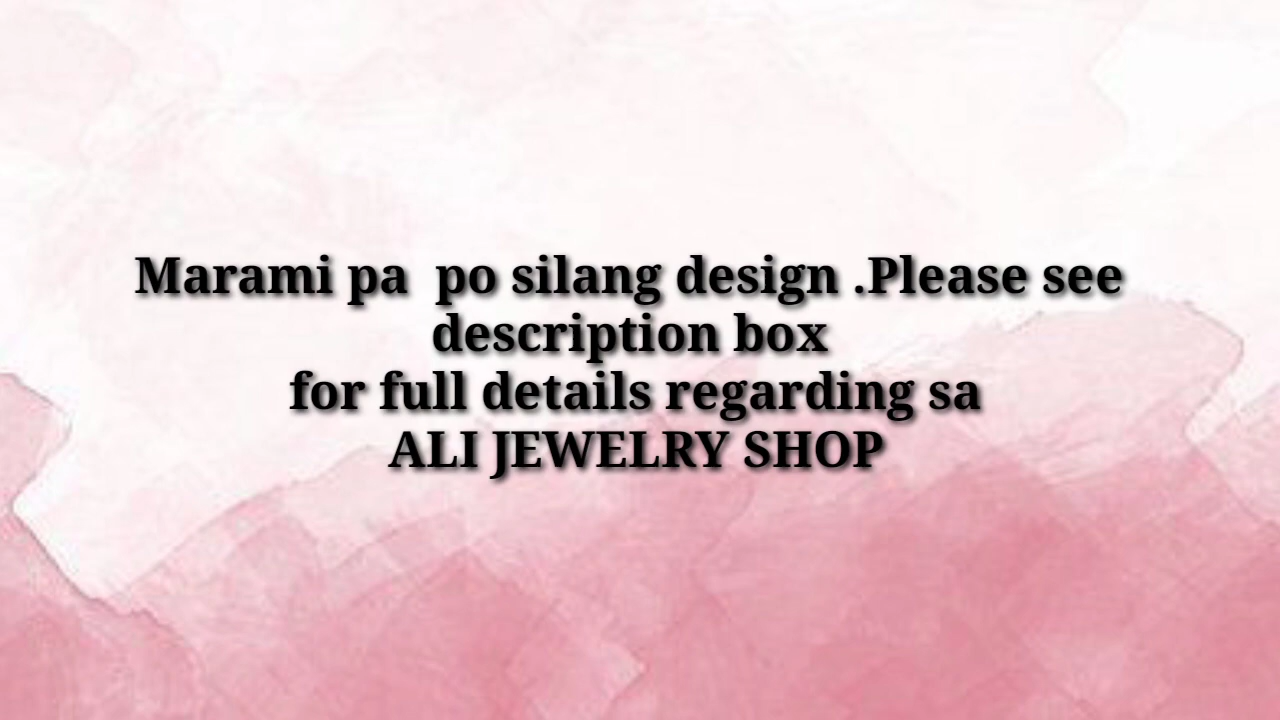 Marami pa  po silang design .Please see
description box
for full details regarding sa
ALI JEWELRY SHOP